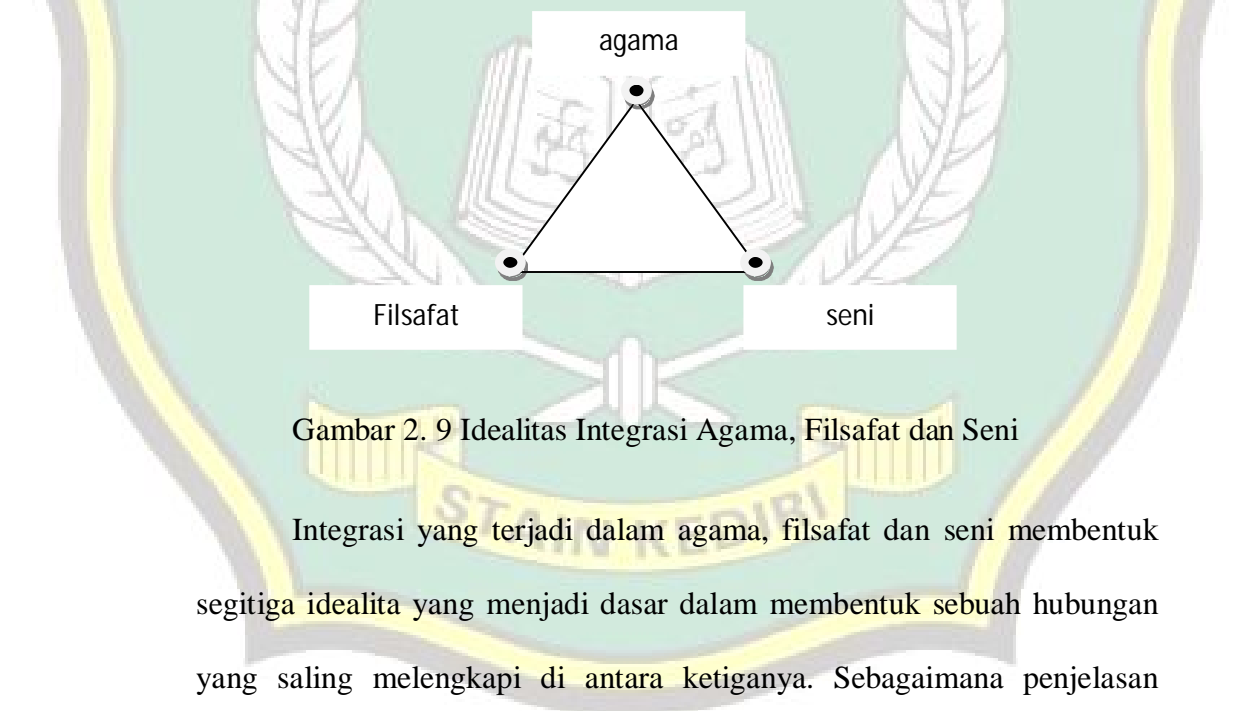 agama
Filsafat
seni
Gambar 2. 9 Idealitas Integrasi Agama, Filsafat dan Seni
STAIN KEDIRI
Integrasi yang terjadi dalam agama, filsafat dan seni membentuk
segitiga idealita yang menjadi dasar dalam membentuk sebuah hubungan
yang saling melengkapi di antara ketiganya. Sebagaimana penjelasan